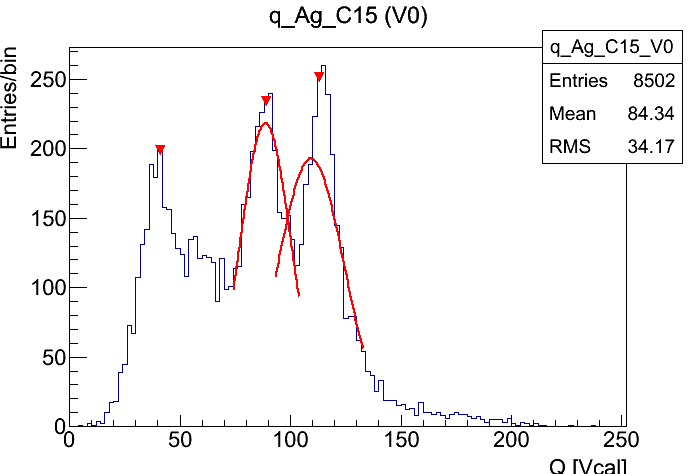 q_Ag_C15 (V0)
q_Ag_C15_V0
Entries 8502
Mean 84.34
RMS 34.17
Entries/bin
250
200
150
100
50
0
0 50 100 150 200 250
Q [Vcal]